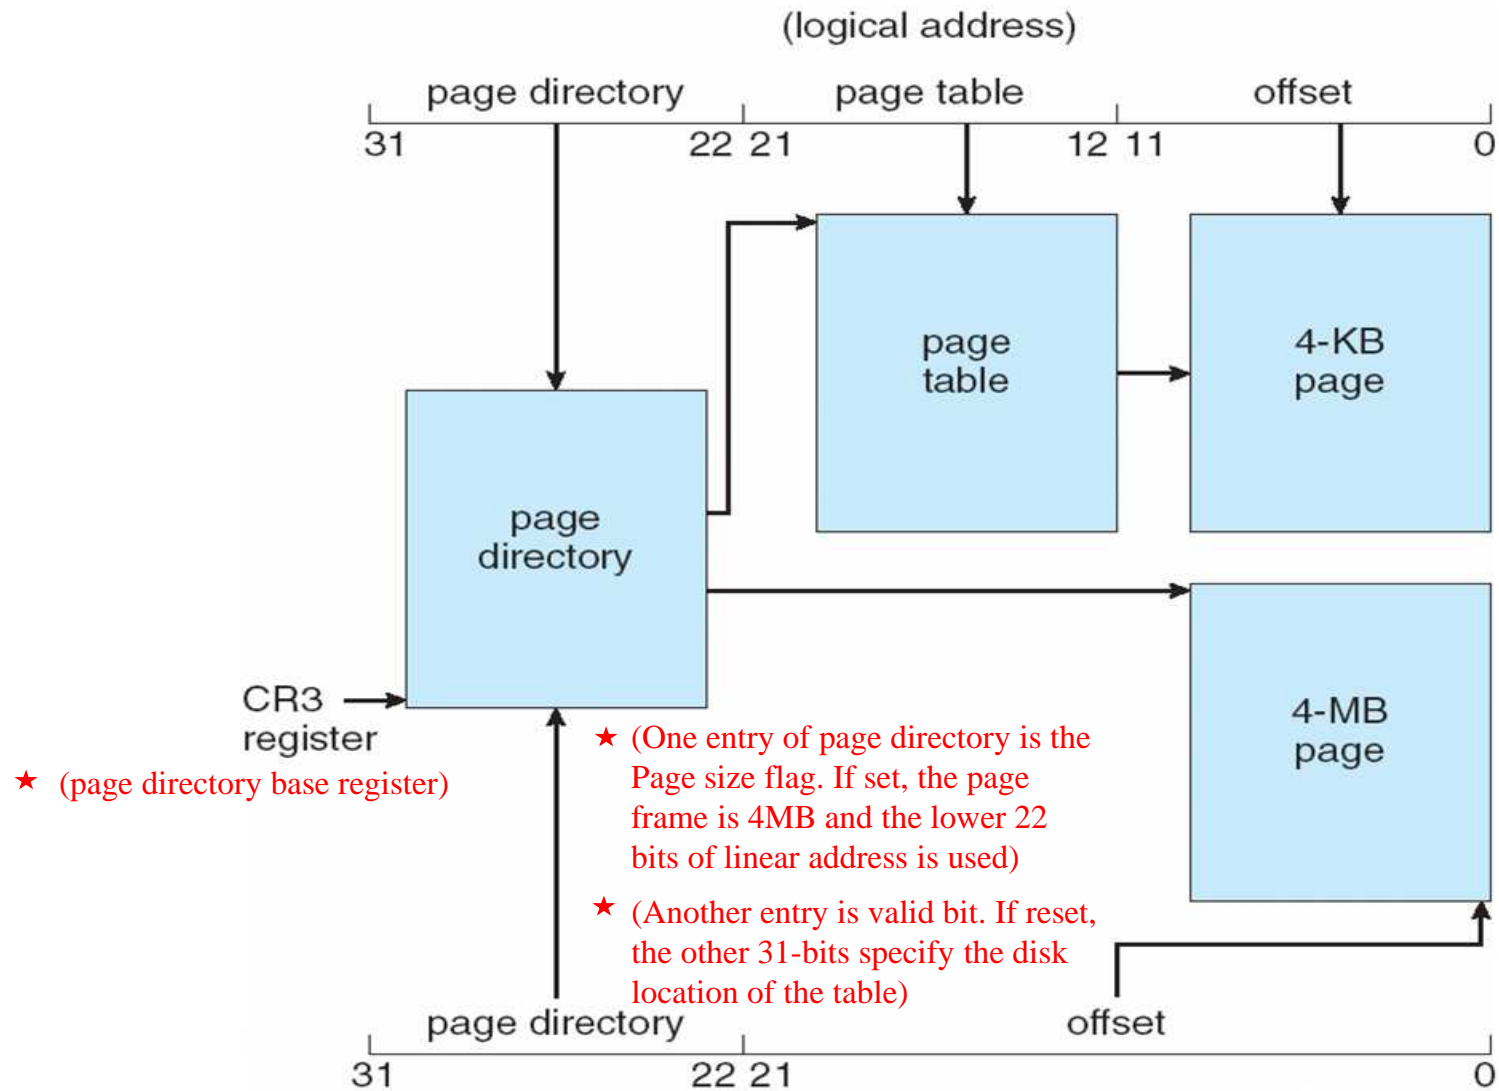 (logical address)
page directory
page table
offset
31
22 21
12 11
0
page
table
4-KB
page
page
directory
CR3
register
★ (page directory base register)
4-MB
page
★ (One entry of page directory is the
Page size flag. If set, the page
frame is 4MB and the lower 22
bits of linear address is used)
★ (Another entry is valid bit. If reset,
the other 31-bits specify the disk
location of the table)
page directory
offset
31
22 21
0